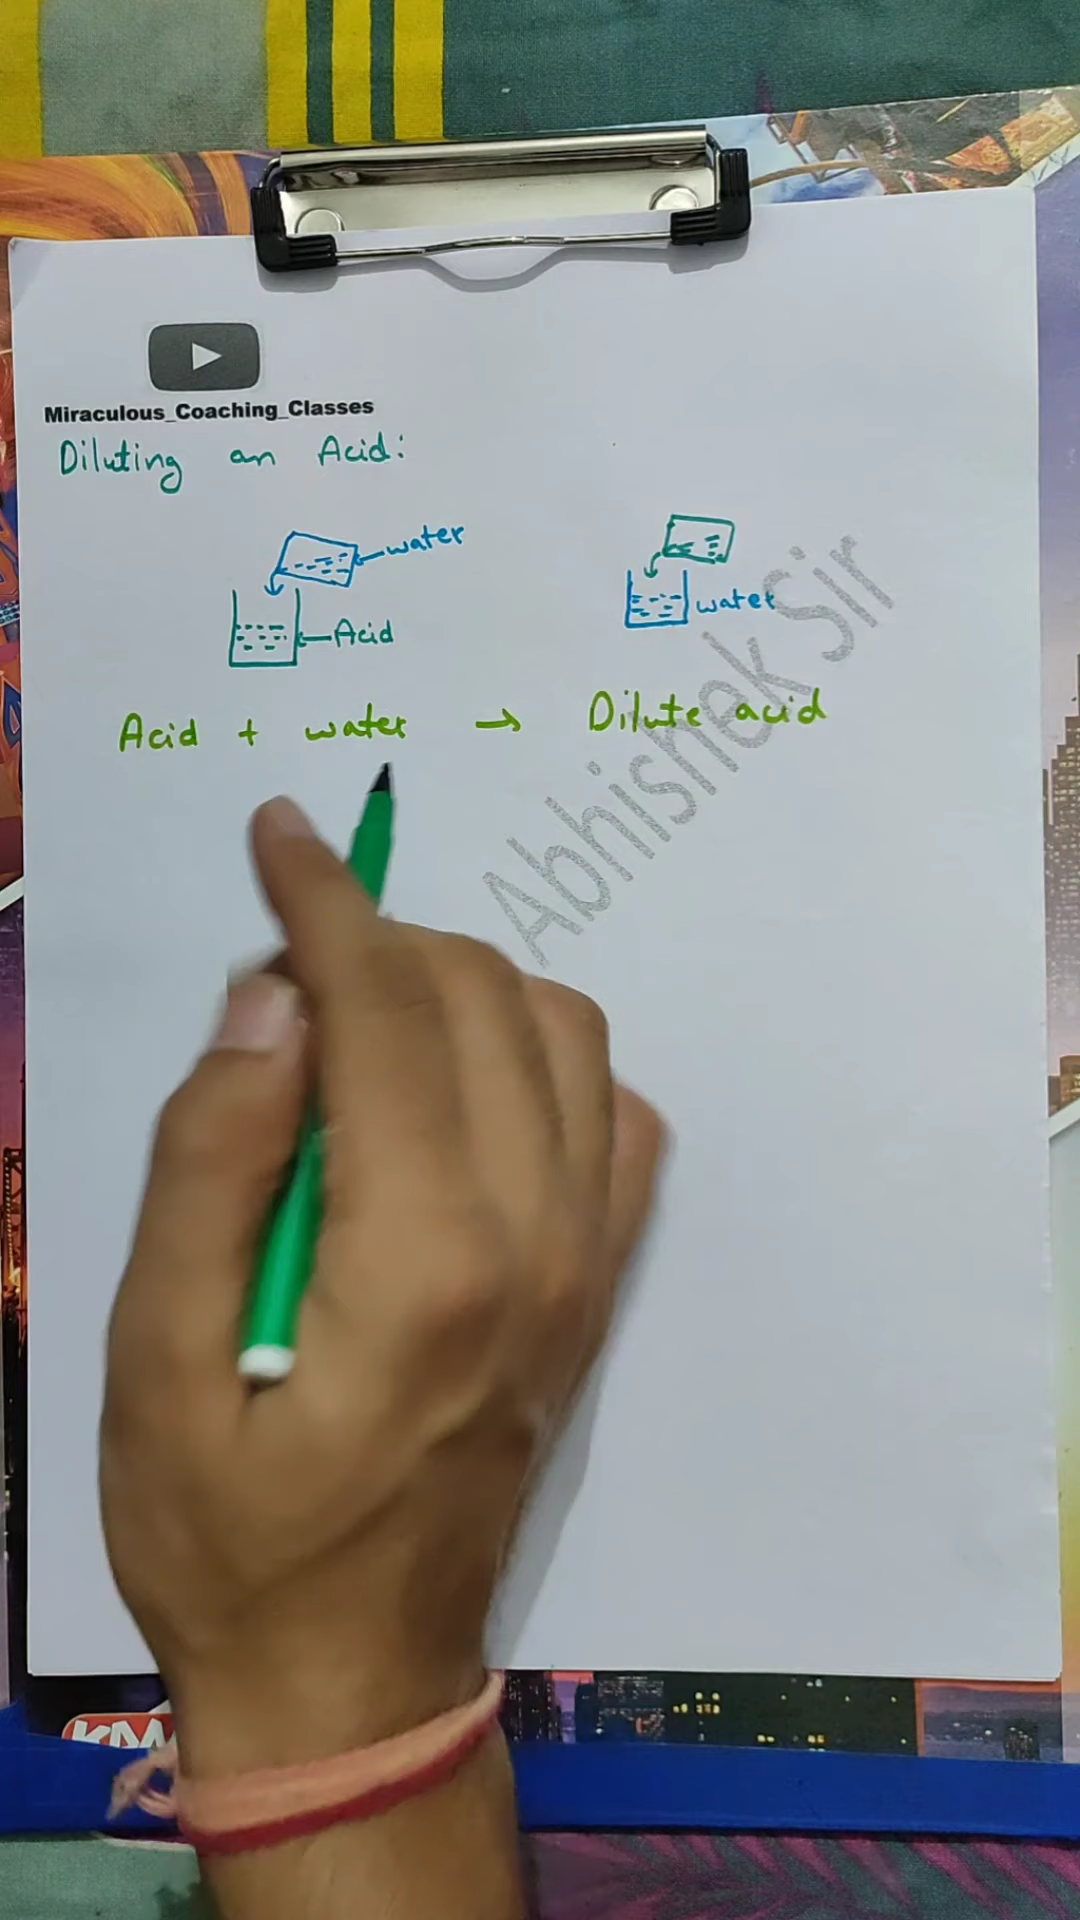 Miraculous_Coaching_Classes
Diluting an Acid:
water
Acid
water
Acid + water → Dilute acid
Abhishek Sir